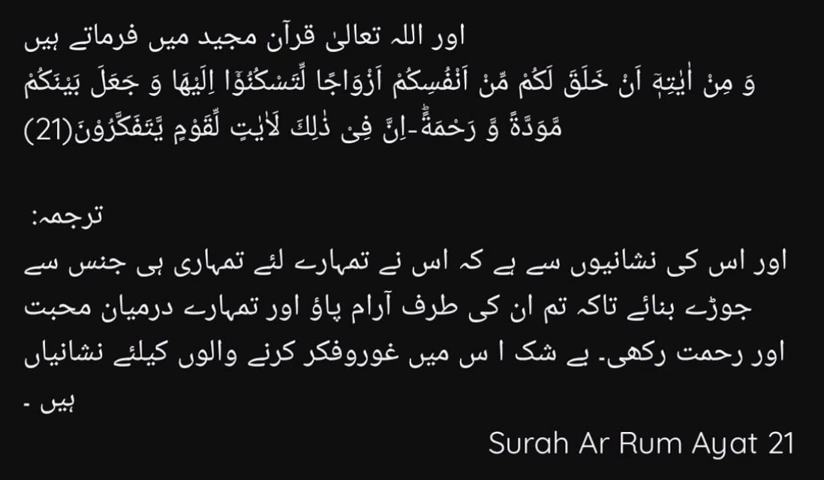 اور اللہ تعالیٰ قرآن مجید میں فرماتے ہیں
وَ مِنْ اٰیٰتِهٖۤ اَنْ خَلَقَ لَكُمْ مِّنْ اَنْفُسِكُمْ اَزْوَاجًا لِّتَسْكُنُوْۤا اِلَیْهَا وَ جَعَلَ بَیْنَكُمْ
مَّوَدَّةً وَّ رَحْمَةًؕ-اِنَّ فِیْ ذٰلِكَ لَاٰیٰتٍ لِّقَوْمٍ یَّتَفَكَّرُوْنَ(21)
ترجمہ:
اور اس کی نشانیوں سے ہے کہ اس نے تمہارے لئے تمہاری ہی جنس سے
جوڑے بنائے تاکہ تم ان کی طرف آرام پاؤ اور تمہارے درمیان محبت
اور رحمت رکھی۔ بے شک ا س میں غوروفکر کرنے والوں کیلئے نشانیاں
ہیں ۔
Surah Ar Rum Ayat 21